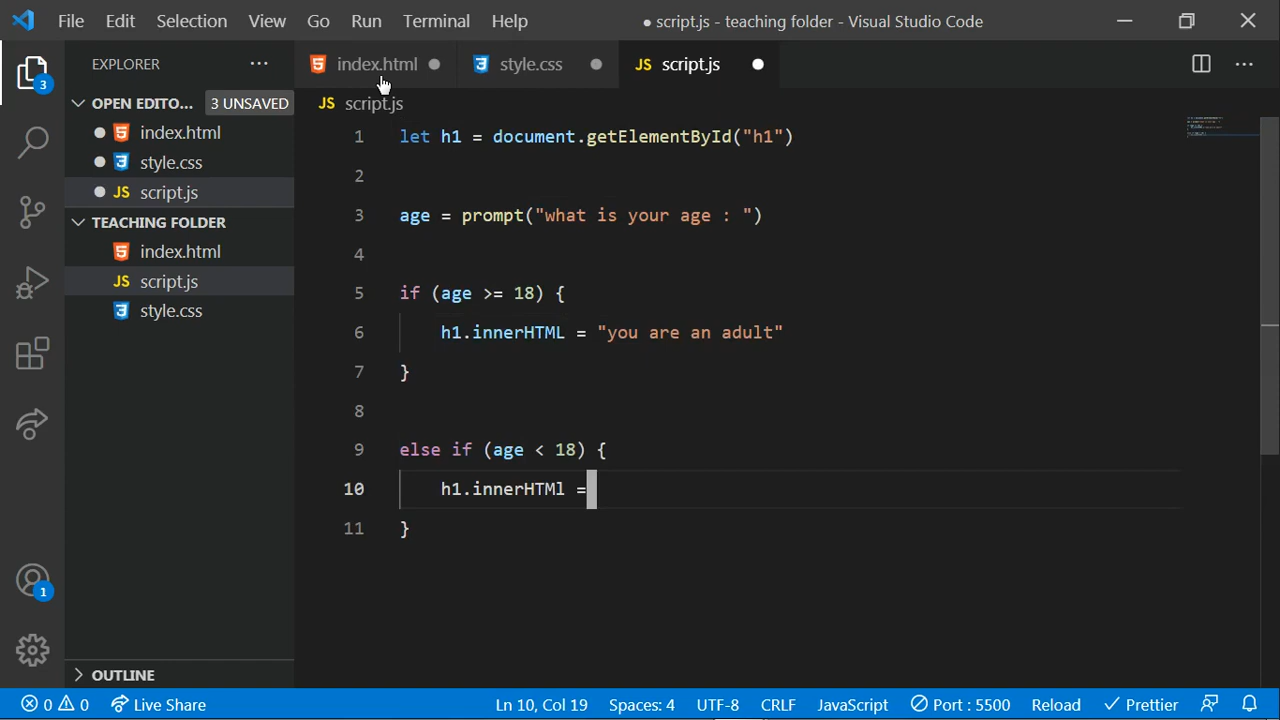 File Edit Selection View Go Run Terminal Help ● script.js - teaching folder - Visual Studio Code
3
EXPLORER ···
index.html
style.css
JS script.js
OPEN EDITO... 3 UNSAVED
index.html
style.css
JS script.js
TEACHING FOLDER
index.html
JS script.js
style.css
OUTLINE
1
JS script.js
1 let h1 = document.getElementById("h1")
2
3 age = prompt("what is your age : ")
4
5 if (age >= 18) {
6 h1.innerHTML = "you are an adult"
7 }
8
9 else if (age < 18) {
10 h1.innerHTMl =
11 }
0 0 Live Share Ln 10, Col 19 Spaces: 4 UTF-8 CRLF JavaScript Port : 5500 Reload Prettier